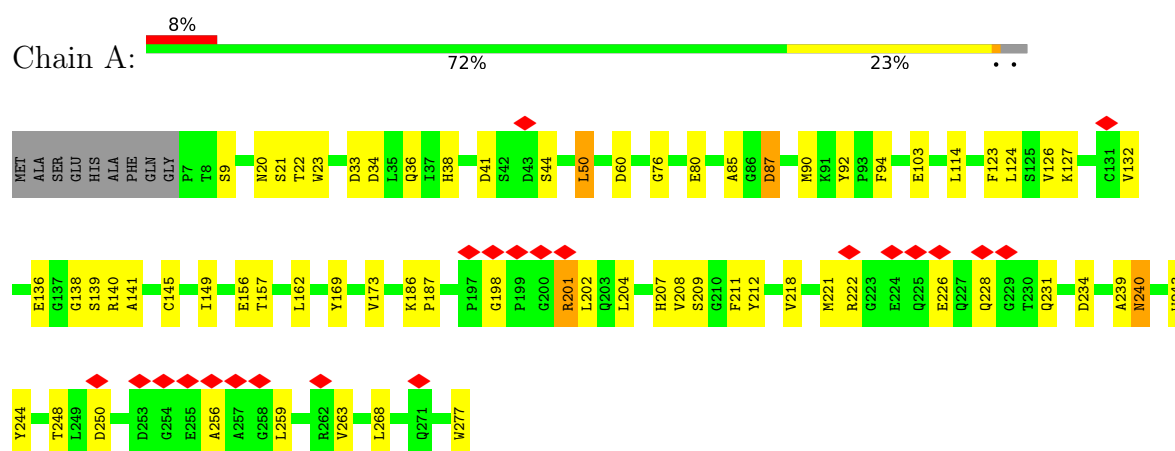 8%
Chain A:
72% 23%
MET ALA SER GLU HIS ALA PHE GLN GLY P7 T8 S9 N20 S21 T22 W23 D33 D34 L35 Q36 I37 H38 D41 S42 D43 S44 L50 D60 G76 E80 A85 G86 D87 M90 K91 Y92 P93 F94 E103 L114 F123 L124 S125 V126 K127 C131 V132
E136 G137 G138 S139 R140 A141 C145 I149 E156 T157 L162 Y169 V173 K186 P187 P197 G198 P199 G200 R201 L202 Q203 L204 H207 V208 S209 G210 F211 Y212 V218 M221 R222 G223 E224 Q225 E226 Q227 Q228 G229 T230 Q231 D234 A239 N240
Y244 T248 L249 D250 D253 G254 E255 A256 A257 G258 L259 R262 V263 L268 Q271 W277